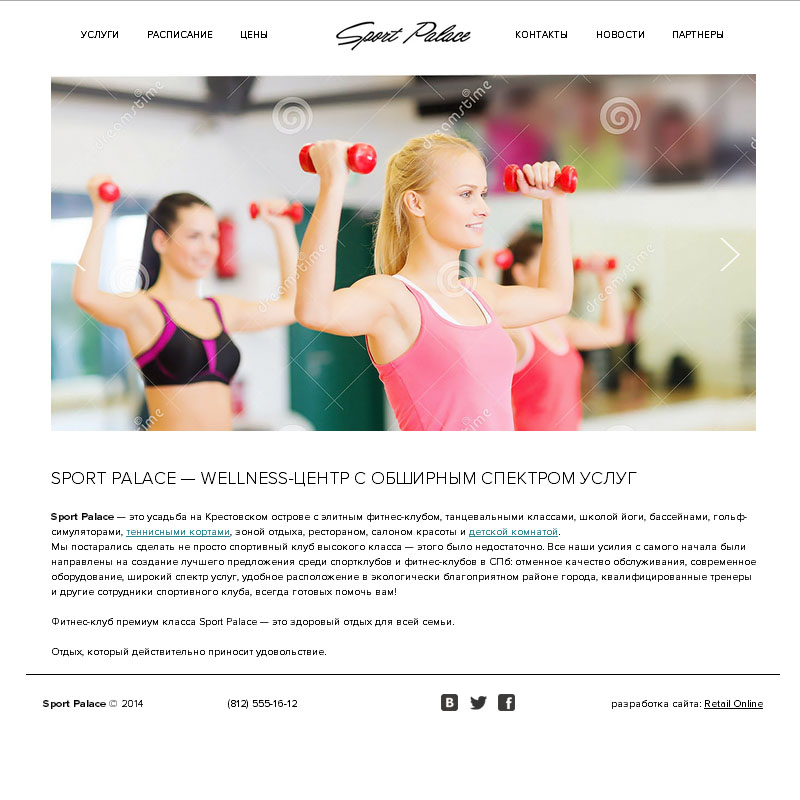 УСЛУГИ РАСПИСАНИЕ ЦЕНЫ Sport Palace КОНТАКТЫ НОВОСТИ ПАРТНЕРЫ
dreamstime dreamstime dreamstime
dreamstime dreamstime
dreamstime dreamstime
SPORT PALACE — WELLNESS-ЦЕНТР С ОБШИРНЫМ СПЕКТРОМ УСЛУГ
Sport Palace — это усадьба на Крестовском острове с элитным фитнес-клубом, танцевальными классами, школой йоги, бассейнами, гольф-
симуляторами, теннисными кортами, зоной отдыха, рестораном, салоном красоты и детской комнатой.
Мы постарались сделать не просто спортивный клуб высокого класса — этого было недостаточно. Все наши усилия с самого начала были
направлены на создание лучшего предложения среди спортклубов и фитнес-клубов в СПб: отменное качество обслуживания, современное
оборудование, широкий спектр услуг, удобное расположение в экологически благоприятном районе города, квалифицированные тренеры
и другие сотрудники спортивного клуба, всегда готовых помочь вам!
Фитнес-клуб премиум класса Sport Palace — это здоровый отдых для всей семьи.
Отдых, который действительно приносит удовольствие.
Sport Palace © 2014 (812) 555-16-12 B f разработка сайта: Retail Online